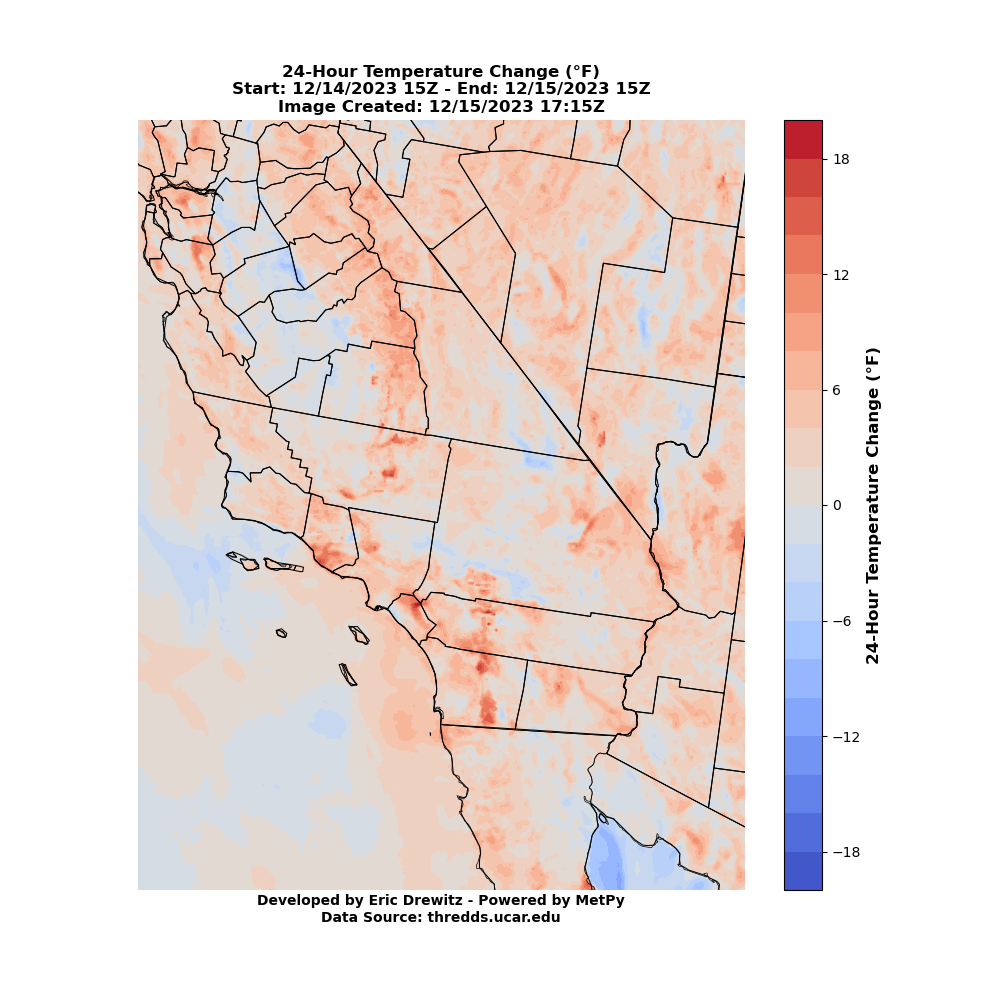 24-Hour Temperature Change (°F)
Start: 12/14/2023 15Z - End: 12/15/2023 15Z
Image Created: 12/15/2023 17:15Z
18
12
6
0
−6
−12
−18
24-Hour Temperature Change (°F)
Developed by Eric Drewitz - Powered by MetPy
Data Source: thredds.ucar.edu